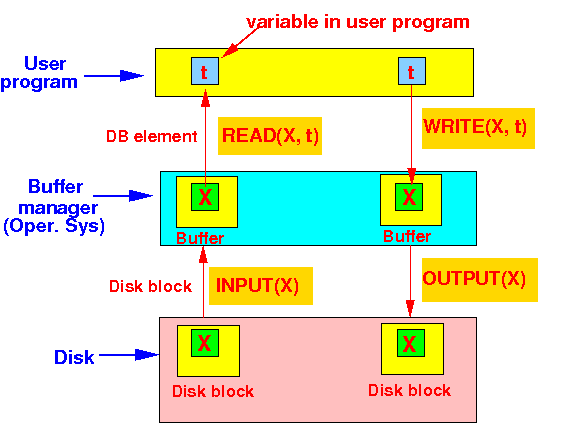 variable in user program
User
program
t
t
DB element
READ(X, t)
WRITE(X, t)
Buffer
manager
(Oper. Sys)
X
X
Buffer
Buffer
Disk block
INPUT(X)
OUTPUT(X)
Disk
X
X
Disk block
Disk block